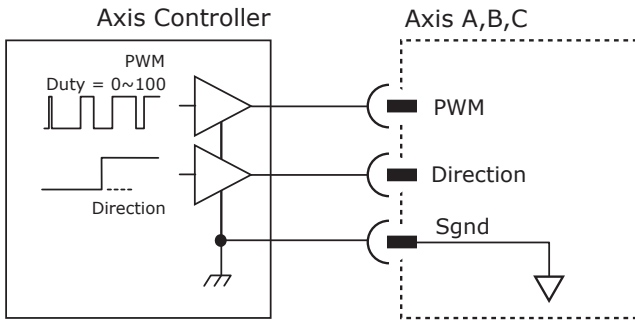 Axis Controller
Axis A,B,C
PWM
Duty = 0~100
Direction
PWM
Direction
Sgnd